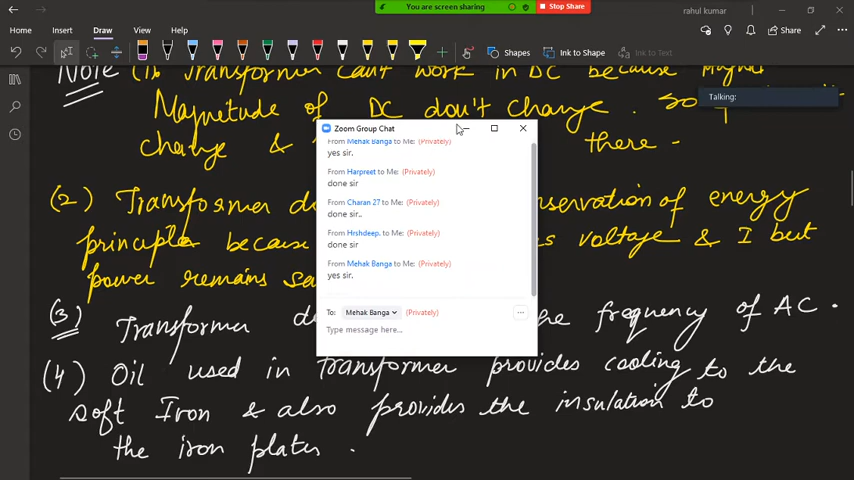 You are screen sharing
Stop Share
rahul kumar
Home Insert Draw View Help
Share
Shapes
Ink to Shape
Ink to Text
Talking:
Note (1). Transformer can't work in DC because
Magnitude of DC don't change. So
change & there -
(2) Transformer conservation of energy
principle because voltage & I but
power remains
(3) Transformer the frequency of AC.
(4) Oil used in transformer provides cooling to the
soft Iron & also provides the insulation to
the iron plates.
Zoom Group Chat
From Mehak Banga to Me: (Privately)
yes sir.
From Harpreet to Me: (Privately)
done sir
From Charan 27 to Me: (Privately)
done sir..
From Hrshdeep. to Me: (Privately)
done sir
From Mehak Banga to Me: (Privately)
yes sir,
To: Mehak Banga (Privately)
Type message here...